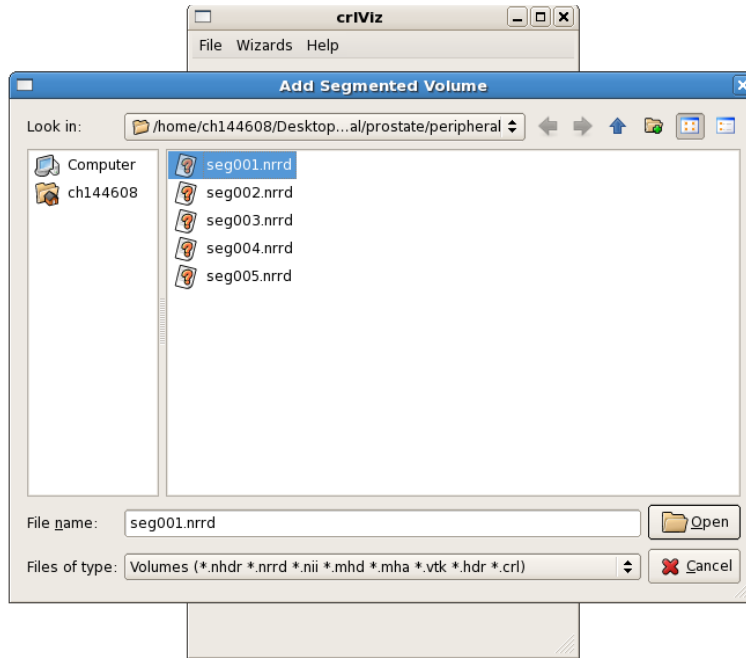 crlViz
File Wizards Help
Add Segmented Volume
Look in: /home/ch144608/Desktop...al/prostate/peripheral
Computer
ch144608
seg001.nrrd
seg002.nrrd
seg003.nrrd
seg004.nrrd
seg005.nrrd
File name: seg001.nrrd Open
Files of type: Volumes (*.nhdr *.nrrd *.nii *.mhd *.mha *.vtk *.hdr *.crl) Cancel